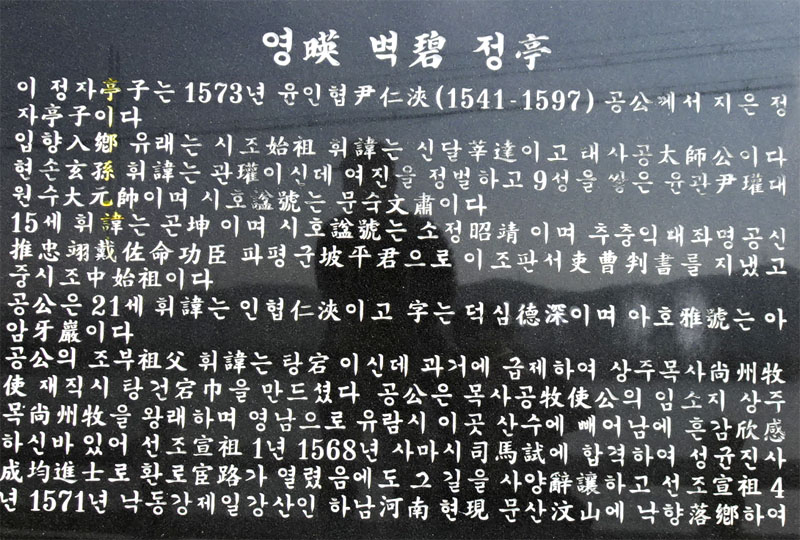 영暎 벽碧 정亭
이 정자亭子는 1573년 윤인협尹仁浹(1541-1597) 공公께서 지은 정
자亭子이다
입향入鄉 유래는 시조始祖 휘諱는 신달莘達이고 태사공太師公이다
현손玄孫 휘諱는 관瓘이신데 여진을 정벌하고 9성을 쌓은 윤관尹瓘대
원수大元帥이며 시호諡號는 문숙文肅이다
15세 휘諱는 곤坤 이며 시호諡號는 소정昭靖 이며 추충익대좌명공신
推忠翊戴佐命功臣 파평군坡平君으로 이조판서吏曹判書를 지냈고
중시조中始祖이다
공公은 21세 휘諱는 인협仁浹이고 字는 덕심德深이며 아호雅號는 아
암牙巖이다
공公의 조부祖父 휘諱는 탕宕 이신데 과거에 급제하여 상주목사尙州牧
使 재직시 탕건宕巾을 만드셨다 공公은 목사공牧使公의 임소지 상주
목尙州牧을 왕래하며 영남으로 유람시 이곳 산수에 빼어남에 흔감欣感
하신바 있어 선조宣祖 1년 1568년 사마시司馬試에 합격하여 성균진사
成均進士로 환로宦路가 열렸음에도 그 길을 사양辭讓하고 선조宣祖 4
년 1571년 낙동강제일강산인 하남河南 현現 문산汶山에 낙향落鄉하여